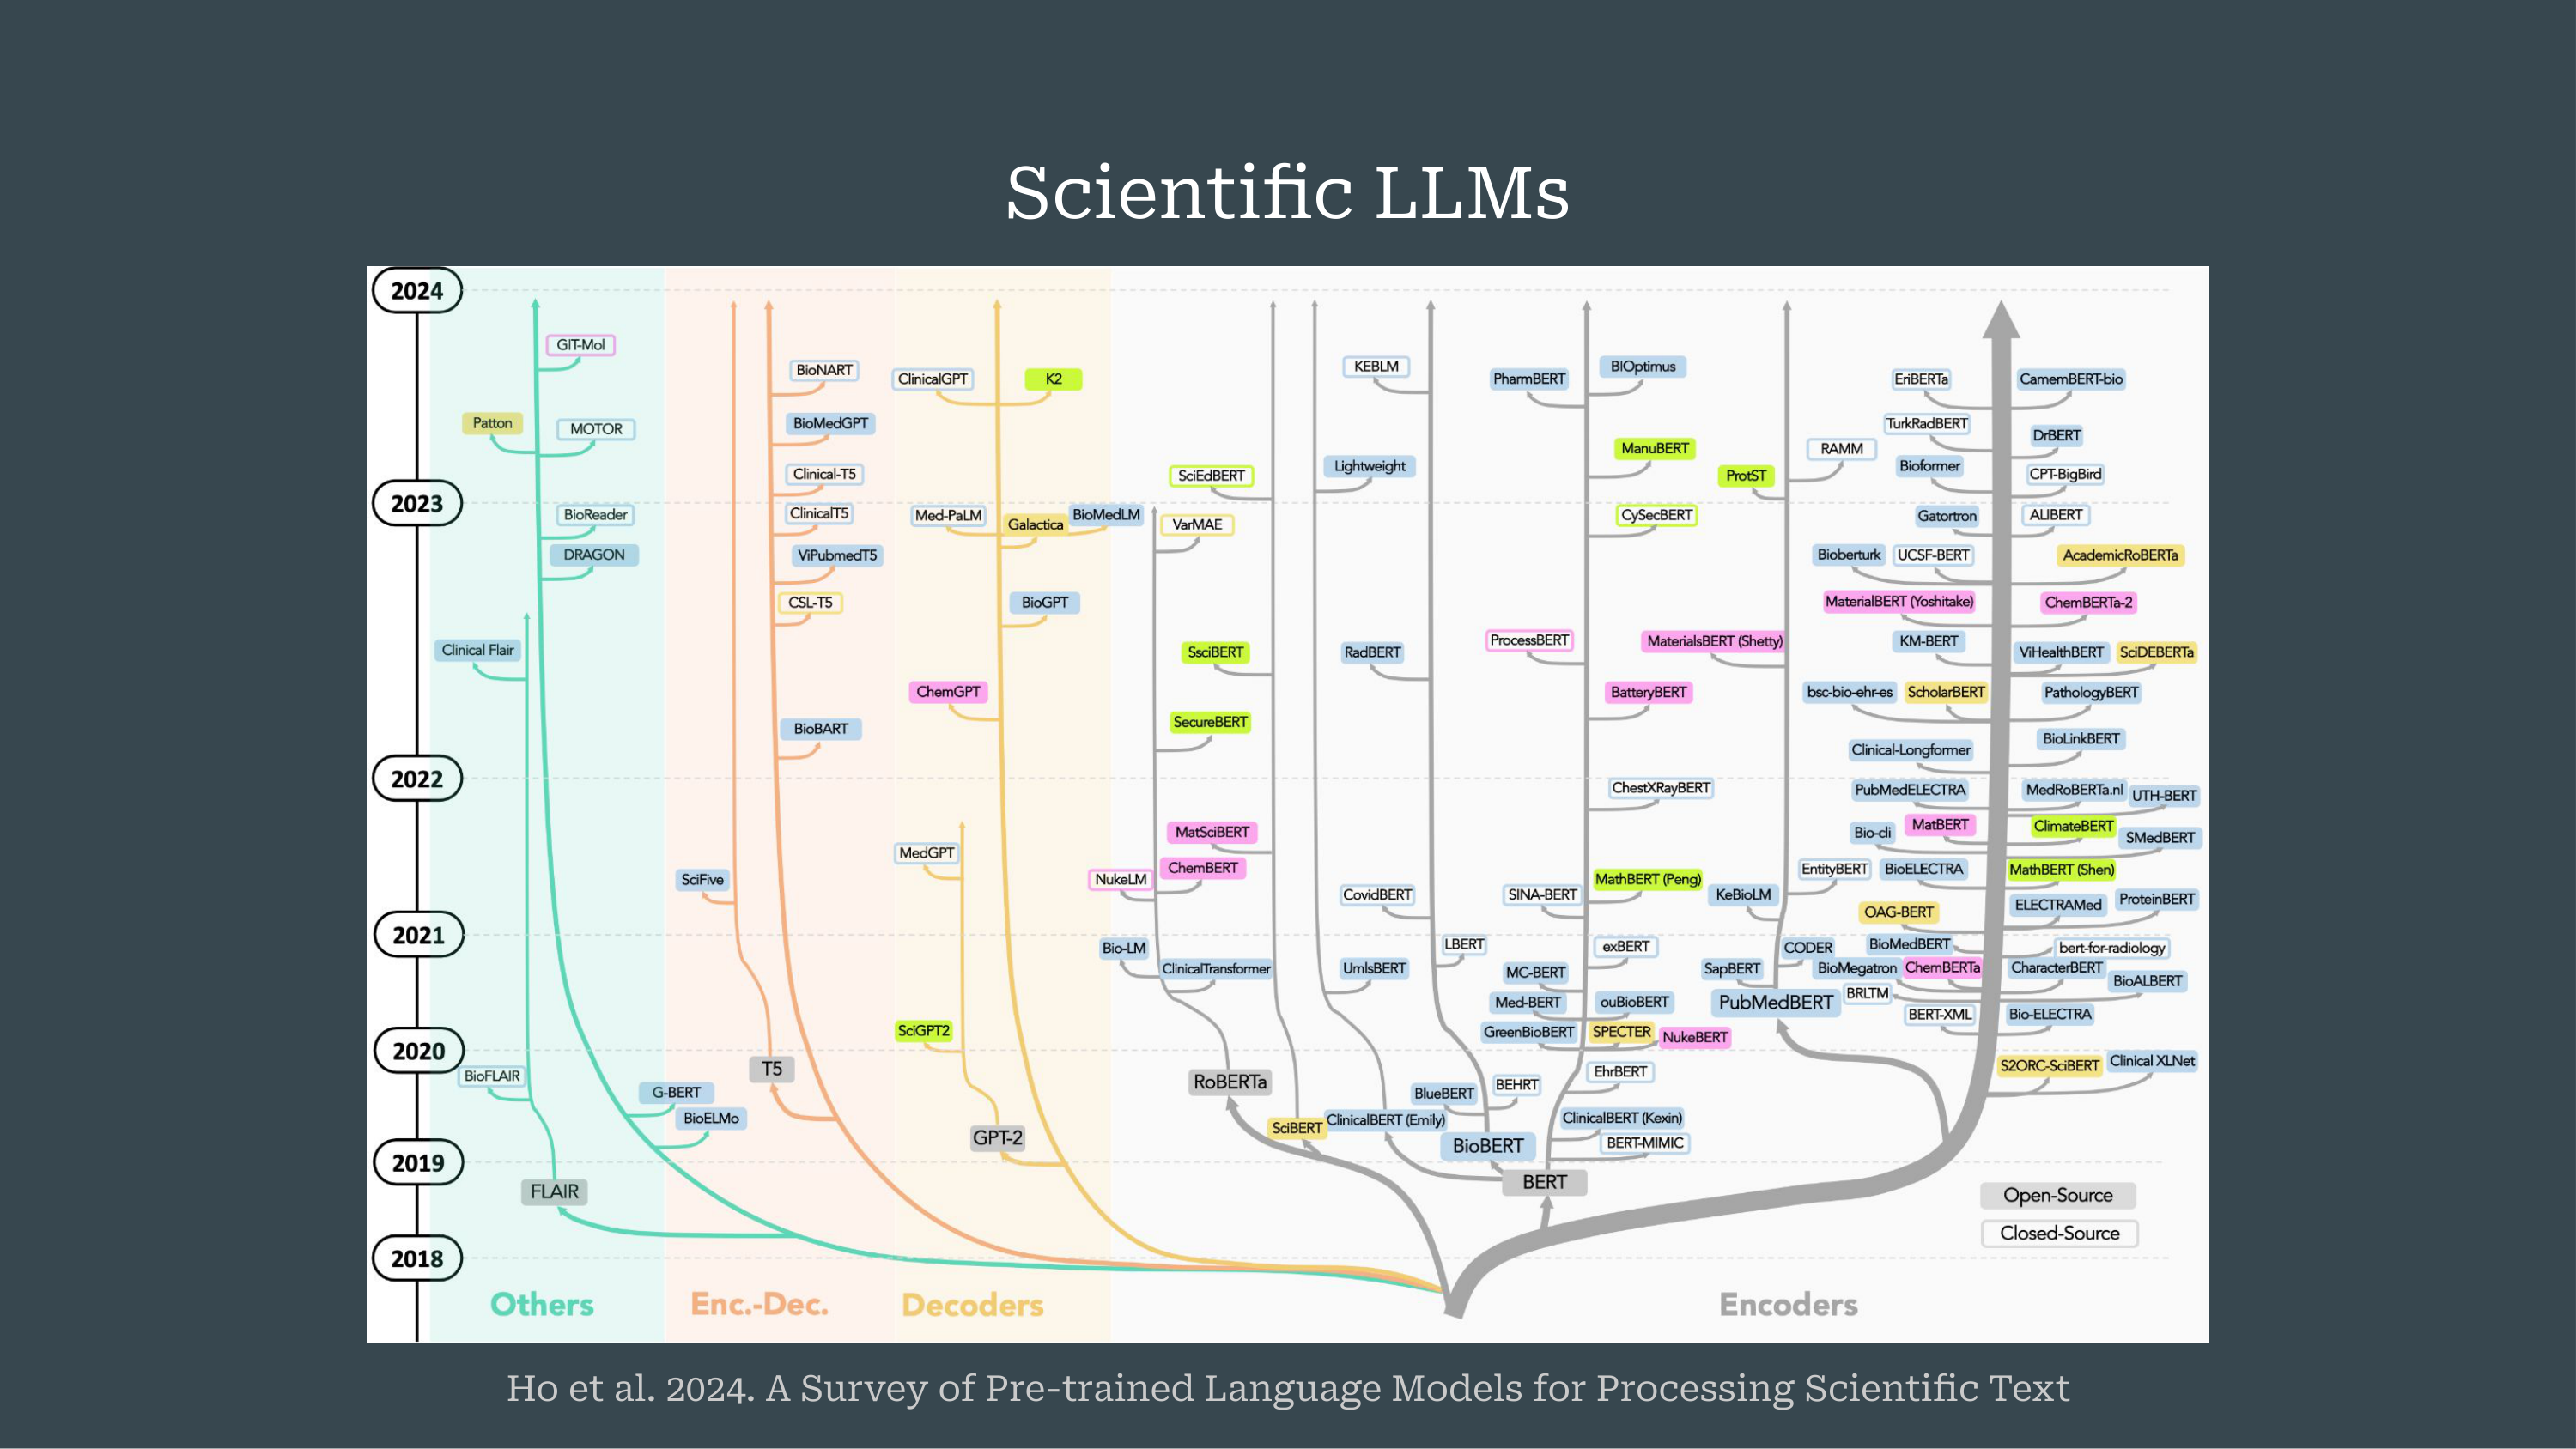 Scientific LLMs
2024
GIT-Mol
KEBLM
BIOptimus
BioNART
ClinicalGPT
K2
PharmBERT
EriBERTa
CamemBERT-bio
Patton
MOTOR
BioMedGPT
TurkRadBERT
DrBERT
ManuBERT
RAMM
Clinical-T5
SciEdBERT
Lightweight
ProtST
Bioformer
CPT-BigBird
2023
BioReader
ClinicalT5
Med-PaLM
Galactica
BioMedLM
VarMAE
CySecBERT
Gatortron
ALIBERT
DRAGON
ViPubmedT5
Bioberturk
UCSF-BERT
AcademicRoBERTa
CSL-T5
BioGPT
MaterialBERT (Yoshitake)
ChemBERTa-2
Clinical Flair
SsciBERT
RadBERT
ProcessBERT
MaterialsBERT (Shetty)
KM-BERT
ViHealthBERT
SciDEBERTa
ChemGPT
BatteryBERT
bsc-bio-ehr-es
ScholarBERT
PathologyBERT
BioBART
SecureBERT
Clinical-Longformer
BioLinkBERT
2022
ChestXRayBERT
PubMedELECTRA
MedRoBERTa.nl
UTH-BERT
MedGPT
MatSciBERT
Bio-cli
MatBERT
ClimateBERT
SMedBERT
SciFive
NukeLM
ChemBERT
CovidBERT
SINA-BERT
MathBERT (Peng)
KeBioLM
EntityBERT
BioELECTRA
MathBERT (Shen)
OAG-BERT
ELECTRAMed
ProteinBERT
2021
Bio-LM
LBERT
exBERT
CODER
BioMedBERT
bert-for-radiology
ClinicalTransformer
UmlsBERT
MC-BERT
SapBERT
BioMegatron
ChemBERTa
CharacterBERT
BioALBERT
Med-BERT
ouBioBERT
PubMedBERT
BRLTM
BERT-XML
Bio-ELECTRA
SciGPT2
GreenBioBERT
SPECTER
NukeBERT
2020
BioFLAIR
T5
RoBERTa
EhrBERT
S2ORC-SciBERT
Clinical XLNet
G-BERT
BlueBERT
BEHRT
BioELMo
GPT-2
SciBERT
ClinicalBERT (Emily)
BioBERT
ClinicalBERT (Kexin)
BERT-MIMIC
2019
FLAIR
BERT
Open-Source
Closed-Source
2018
Others
Enc.-Dec.
Decoders
Encoders
Ho et al. 2024. A Survey of Pre-trained Language Models for Processing Scientific Text